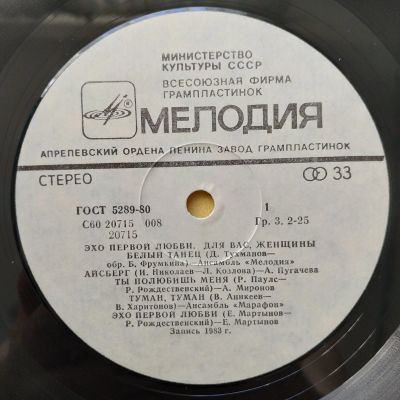 МИНИСТЕРСТВО
КУЛЬТУРЫ СССР
ВСЕСОЮЗНАЯ ФИРМА
ГРАМПЛАСТИНОК
МЕЛОДИЯ
АПРЕЛЕВСКИЙ ОРДЕНА ЛЕНИНА ЗАВОД ГРАМПЛАСТИНОК
СТЕРЕО 33
ГОСТ 5289-80 1
С60 20715 008 Гр. 3. 2-25
20715
ЭХО ПЕРВОЙ ЛЮБВИ. ДЛЯ ВАС, ЖЕНЩИНЫ
БЕЛЫЙ ТАНЕЦ (Д. Тухманов—
обр. Б. Фрумкина)—Ансамбль «Мелодия»
АЙСБЕРГ (И. Николаев—Л. Козлова)—А. Пугачева
ТЫ ПОЛЮБИШЬ МЕНЯ (Р. Паулс—
Р. Рождественский)—А. Миронов
ТУМАН, ТУМАН (В. Аникеев—
В. Харитонов)—Ансамбль «Марафон»
ЭХО ПЕРВОЙ ЛЮБВИ (Е. Мартынов—
Р. Рождественский)—Е. Мартынов
Запись 1983 г.